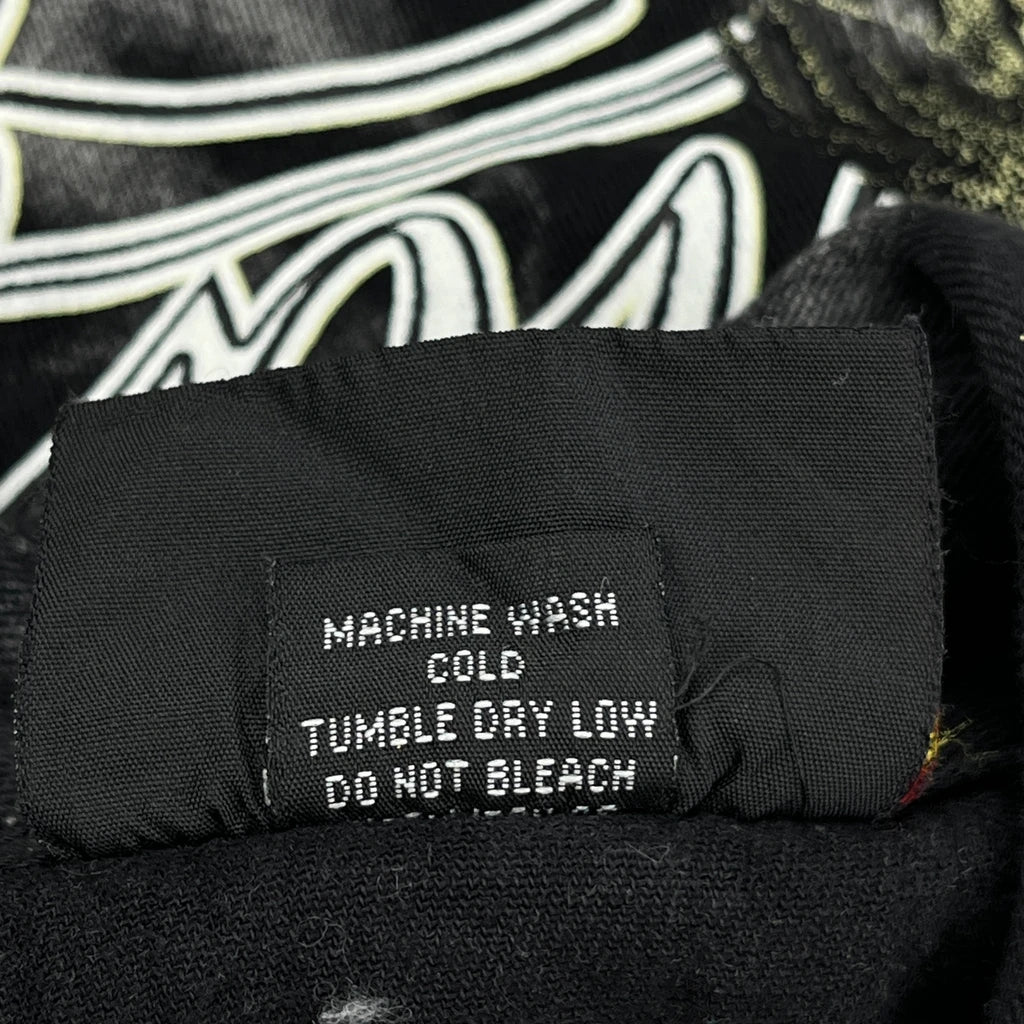 MACHINE WASH
COLD
TUMBLE DRY LOW
DO NOT BLEACH